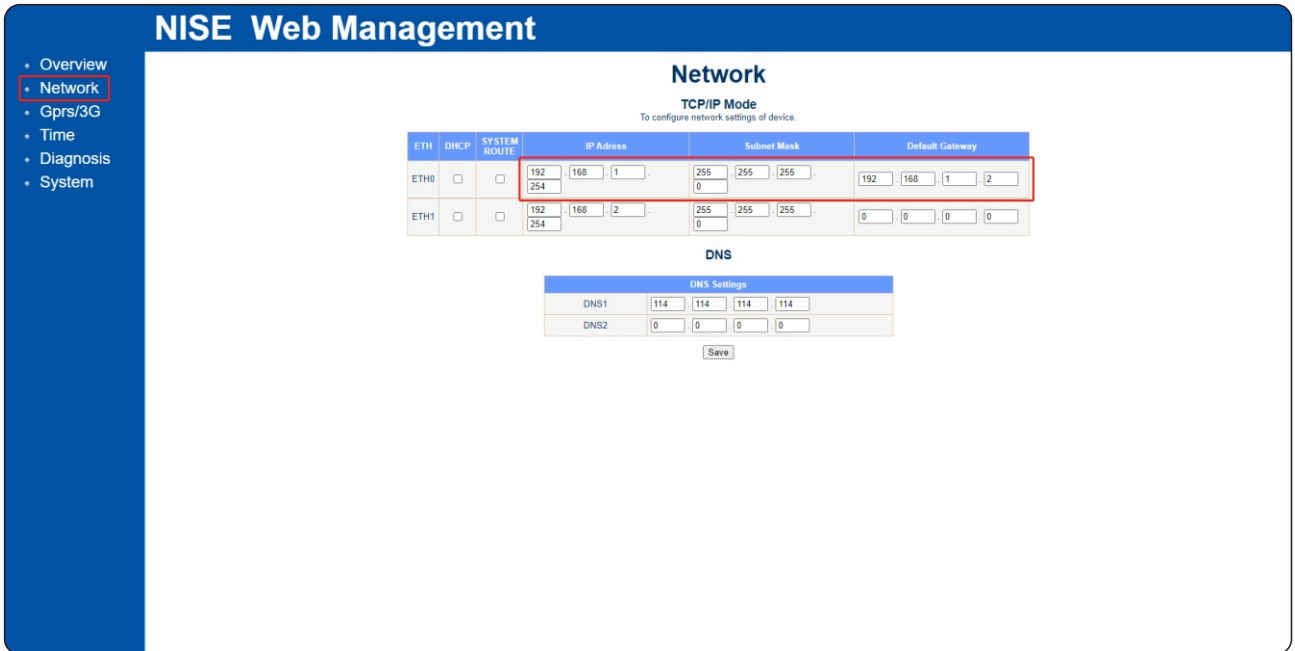 NISE Web Management
Overview
Network
Gprs/3G
Time
Diagnosis
System
Network
TCP/IP Mode
To configure network settings of device.
ETH DHCP SYSTEM ROUTE IP Adress Subnet Mask Default Gateway
ETH0 192 . 168 . 1 . 254 255 . 255 . 255 . 0 192 . 168 . 1 . 2
ETH1 192 . 168 . 2 . 254 255 . 255 . 255 . 0 0 . 0 . 0 . 0
DNS
DNS Settings
DNS1 114 . 114 . 114 . 114
DNS2 0 . 0 . 0 . 0
Save